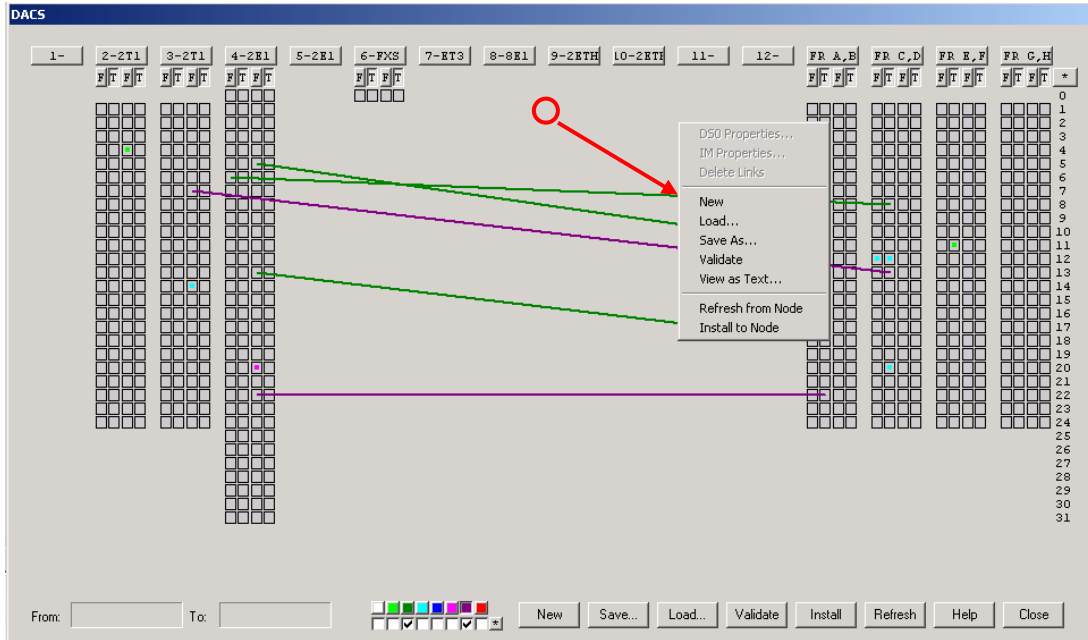 DACS
1- 2-2T1 3-2T1 4-2E1 5-2E1 6-FXS 7-ET3 8-8E1 9-2ETH 10-2ETH 11- 12- FR A,B FR C,D FR E,F FR G,H
F T F T F T F T F T F T F T F T F T F T F T F T F T F T F T F T *
0
1
2
3
4
5
6
7
8
9
10
11
12
13
14
15
16
17
18
19
20
21
22
23
24
25
26
27
28
29
30
31
DS0 Properties...
IM Properties...
Delete Links
New
Load...
Save As...
Validate
View as Text...
Refresh from Node
Install to Node
From: To: * New Save... Load... Validate Install Refresh Help Close